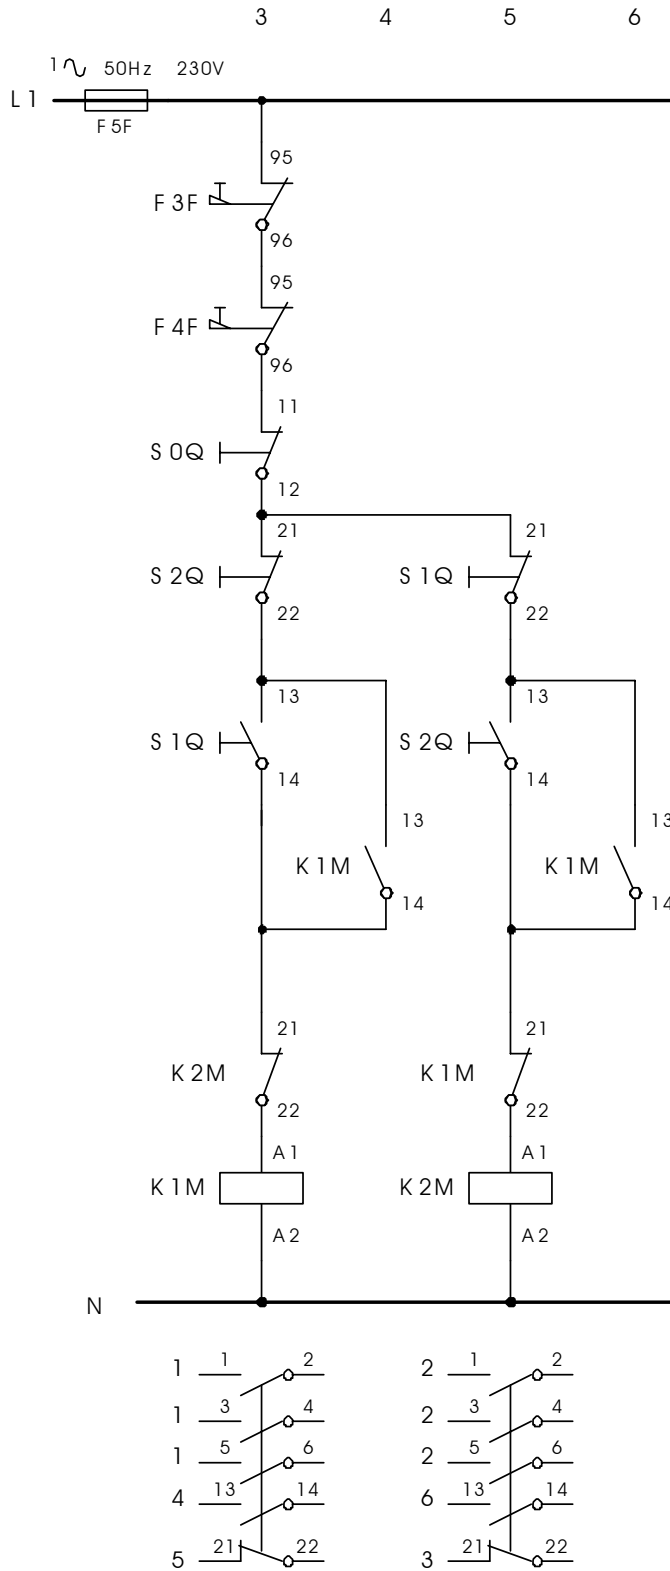 3 4 5 6
1 50Hz 230V
L1
F5F
95
F3F
96
95
F4F
96
11
S0Q
12
21 21
S2Q S1Q
22 22
13 13
S1Q S2Q
14 14
13 13
K1M K1M
14 14
21 21
K2M K1M
22 22
A1 A1
K1M K2M
A2 A2
N
1 1 2 2 1 2
1 3 4 2 3 4
1 5 6 2 5 6
4 13 14 6 13 14
5 21 22 3 21 22